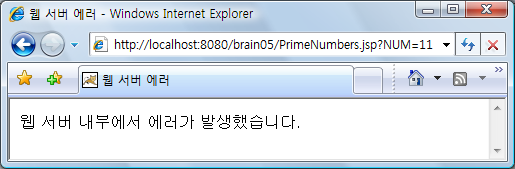 웹 서버 에러 - Windows Internet Explorer
http://localhost:8080/brain05/PrimeNumbers.jsp?NUM=11
웹 서버 에러
웹 서버 내부에서 에러가 발생했습니다.